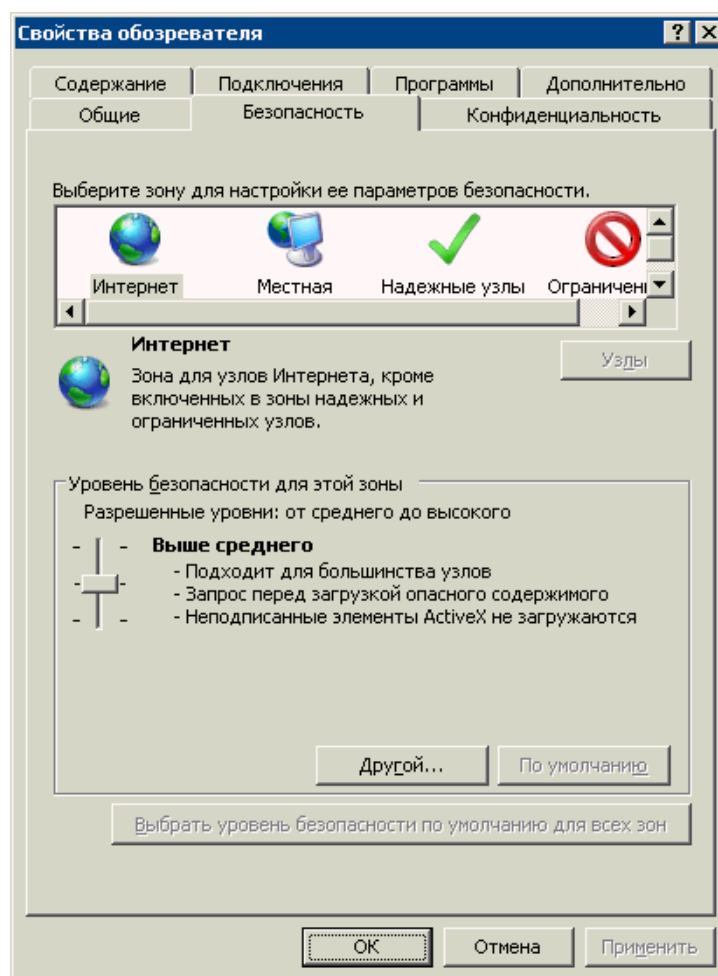 Свойства обозревателя
Содержание Подключения Программы Дополнительно
Общие Безопасность Конфиденциальность
Выберите зону для настройки ее параметров безопасности.
Интернет Местная Надежные узлы Ограничен
Интернет
Узлы
Зона для узлов Интернета, кроме
включенных в зоны надежных и
ограниченных узлов.
Уровень безопасности для этой зоны
Разрешенные уровни: от среднего до высокого
Выше среднего
- Подходит для большинства узлов
- Запрос перед загрузкой опасного содержимого
- Неподписанные элементы ActiveX не загружаются
Другой... По умолчанию
Выбрать уровень безопасности по умолчанию для всех зон
ОК Отмена Применить